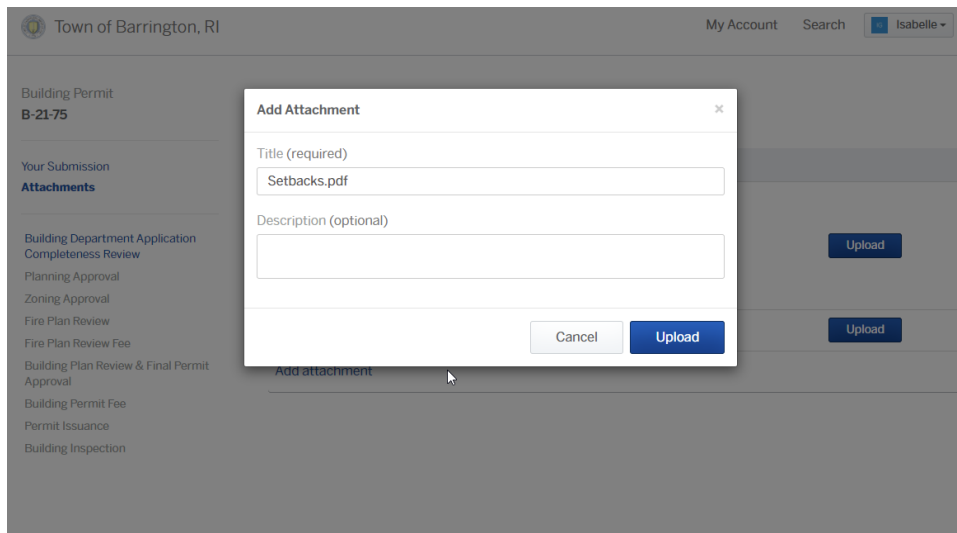 Town of Barrington, RI
My Account
Search
Isabelle
Building Permit
B-21-75
Your Submission
Attachments
Building Department Application
Completeness Review
Planning Approval
Zoning Approval
Fire Plan Review
Fire Plan Review Fee
Building Plan Review & Final Permit
Approval
Building Permit Fee
Permit Issuance
Building Inspection
Add Attachment
×
Title (required)
Setbacks.pdf
Description (optional)
Cancel
Upload
Upload
Upload
Add attachment